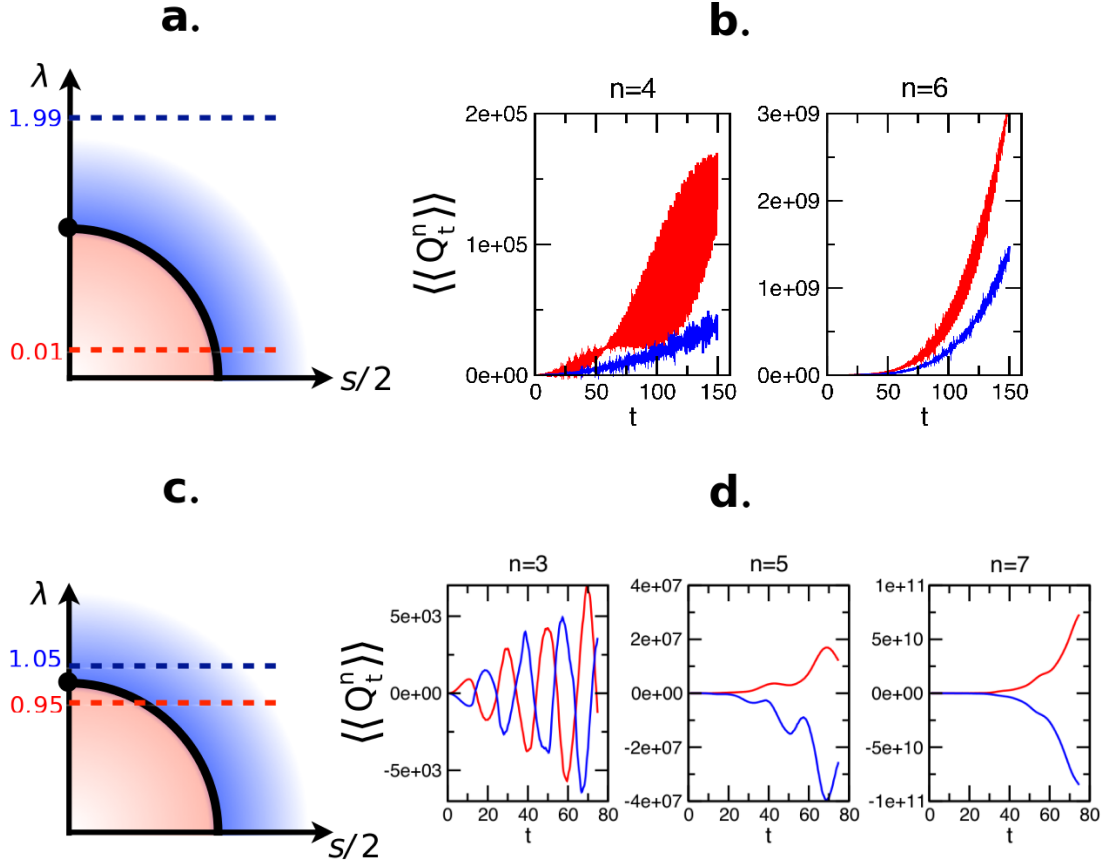 a.
b.
λ
1.99
0.01
s/2
n=4
n=6
2e+05
1e+05
0e+00
3e+09
2e+09
1e+09
0e+00
⟨⟨Qₜⁿ⟩⟩
0 50 100 150
0 50 100 150
t
t
c.
d.
λ
1.05
0.95
s/2
n=3
n=5
n=7
5e+03
0e+00
-5e+03
4e+07
2e+07
0e+00
-2e+07
-4e+07
1e+11
5e+10
0e+00
-5e+10
-1e+11
⟨⟨Qₜⁿ⟩⟩
0 20 40 60 80
0 20 40 60 80
0 20 40 60 80
t
t
t